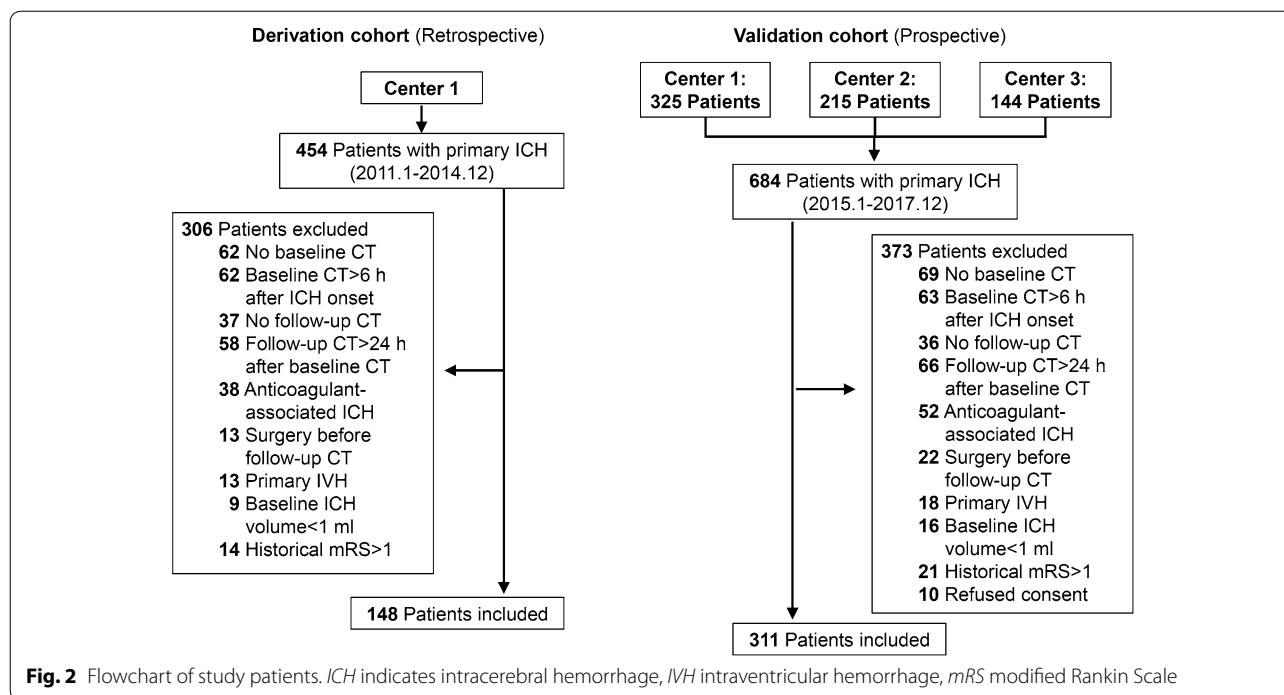 Derivation cohort (Retrospective)
Center 1
454 Patients with primary ICH
(2011.1-2014.12)
306 Patients excluded
62 No baseline CT
62 Baseline CT>6 h
after ICH onset
37 No follow-up CT
58 Follow-up CT>24 h
after baseline CT
38 Anticoagulant-
associated ICH
13 Surgery before
follow-up CT
13 Primary IVH
9 Baseline ICH
volume<1 ml
14 Historical mRS>1
148 Patients included
Validation cohort (Prospective)
Center 1:
325 Patients
Center 2:
215 Patients
Center 3:
144 Patients
684 Patients with primary ICH
(2015.1-2017.12)
373 Patients excluded
69 No baseline CT
63 Baseline CT>6 h
after ICH onset
36 No follow-up CT
66 Follow-up CT>24 h
after baseline CT
52 Anticoagulant-
associated ICH
22 Surgery before
follow-up CT
18 Primary IVH
16 Baseline ICH
volume<1 ml
21 Historical mRS>1
10 Refused consent
311 Patients included
Fig. 2 Flowchart of study patients. ICH indicates intracerebral hemorrhage, IVH intraventricular hemorrhage, mRS modified Rankin Scale